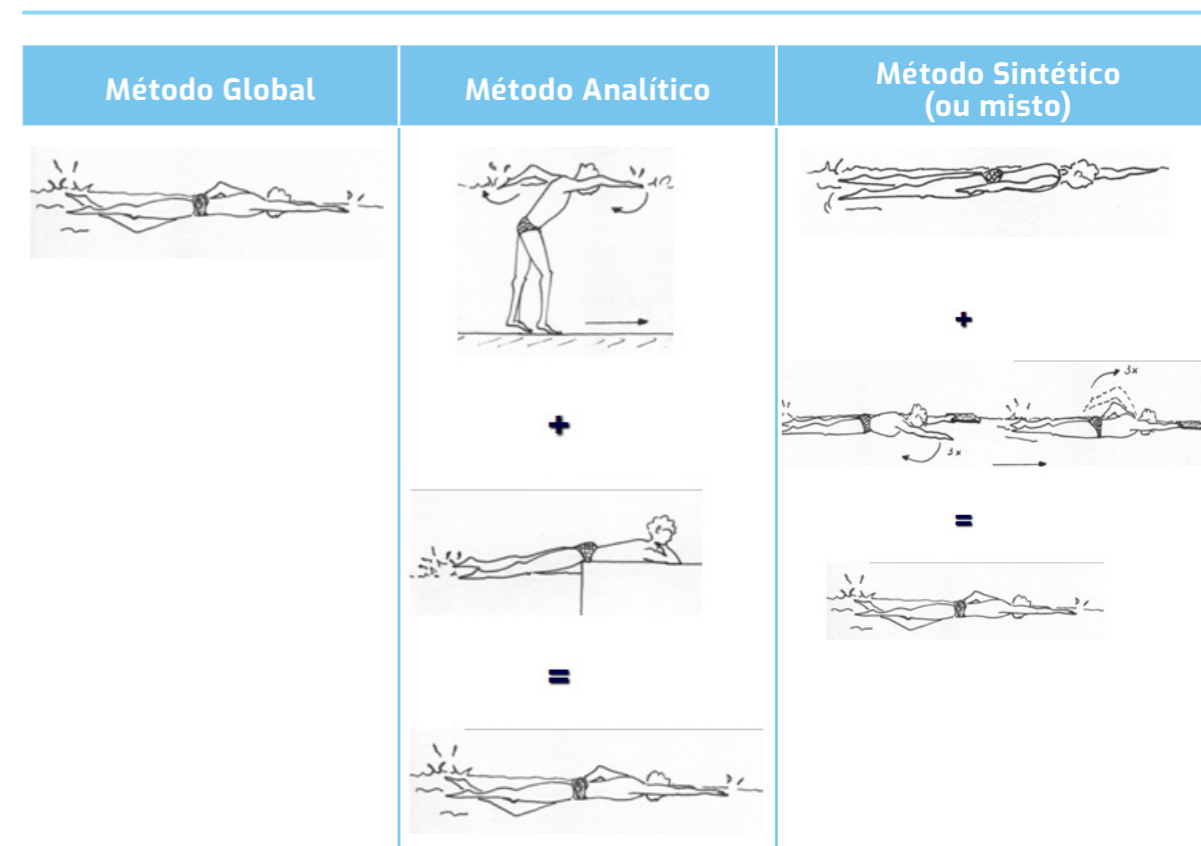 Método Global
Método Analítico
Método Sintético
(ou misto)
+
3x
+
3x
=
=